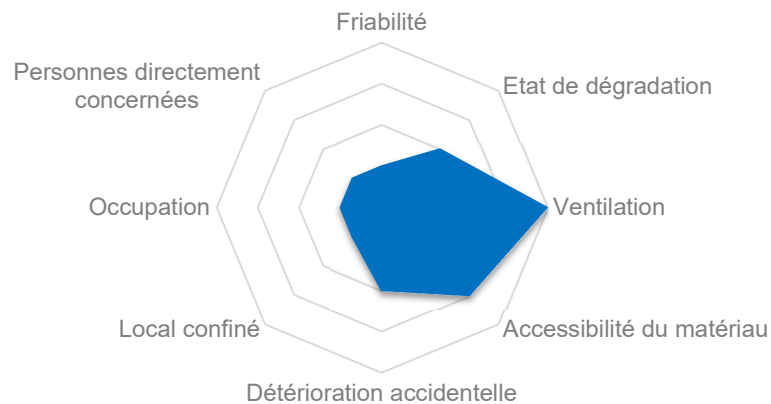 Friabilité
Personnes directement
concernées
Etat de dégradation
Occupation
Ventilation
Local confiné
Accessibilité du matériau
Détérioration accidentelle